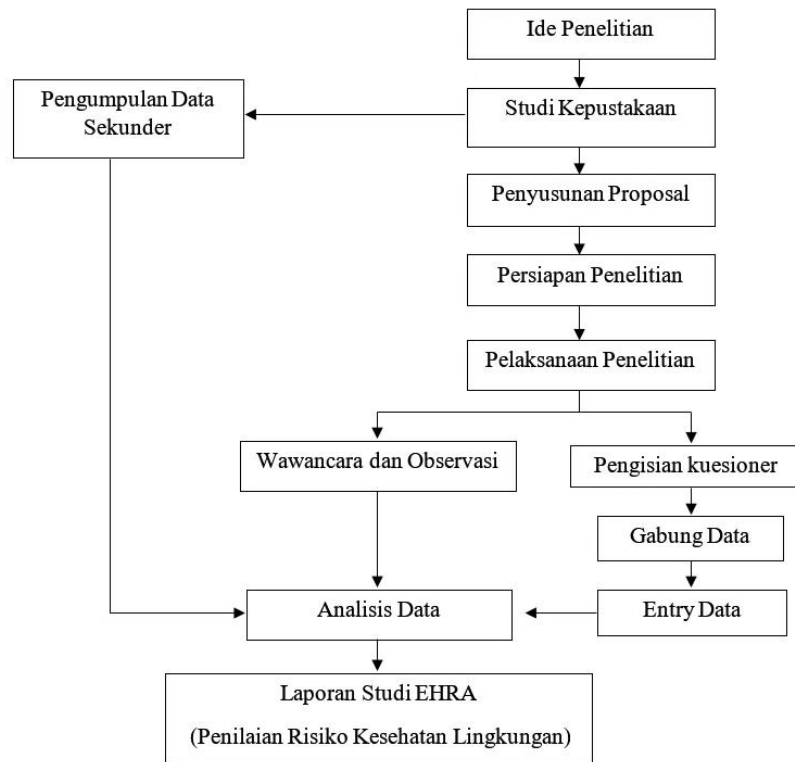 Ide Penelitian
Pengumpulan Data
Sekunder
Studi Kepustakaan
Penyusunan Proposal
Persiapan Penelitian
Pelaksanaan Penelitian
Wawancara dan Observasi
Pengisian kuesioner
Gabung Data
Analisis Data
Entry Data
Laporan Studi EHRA
(Penilaian Risiko Kesehatan Lingkungan)